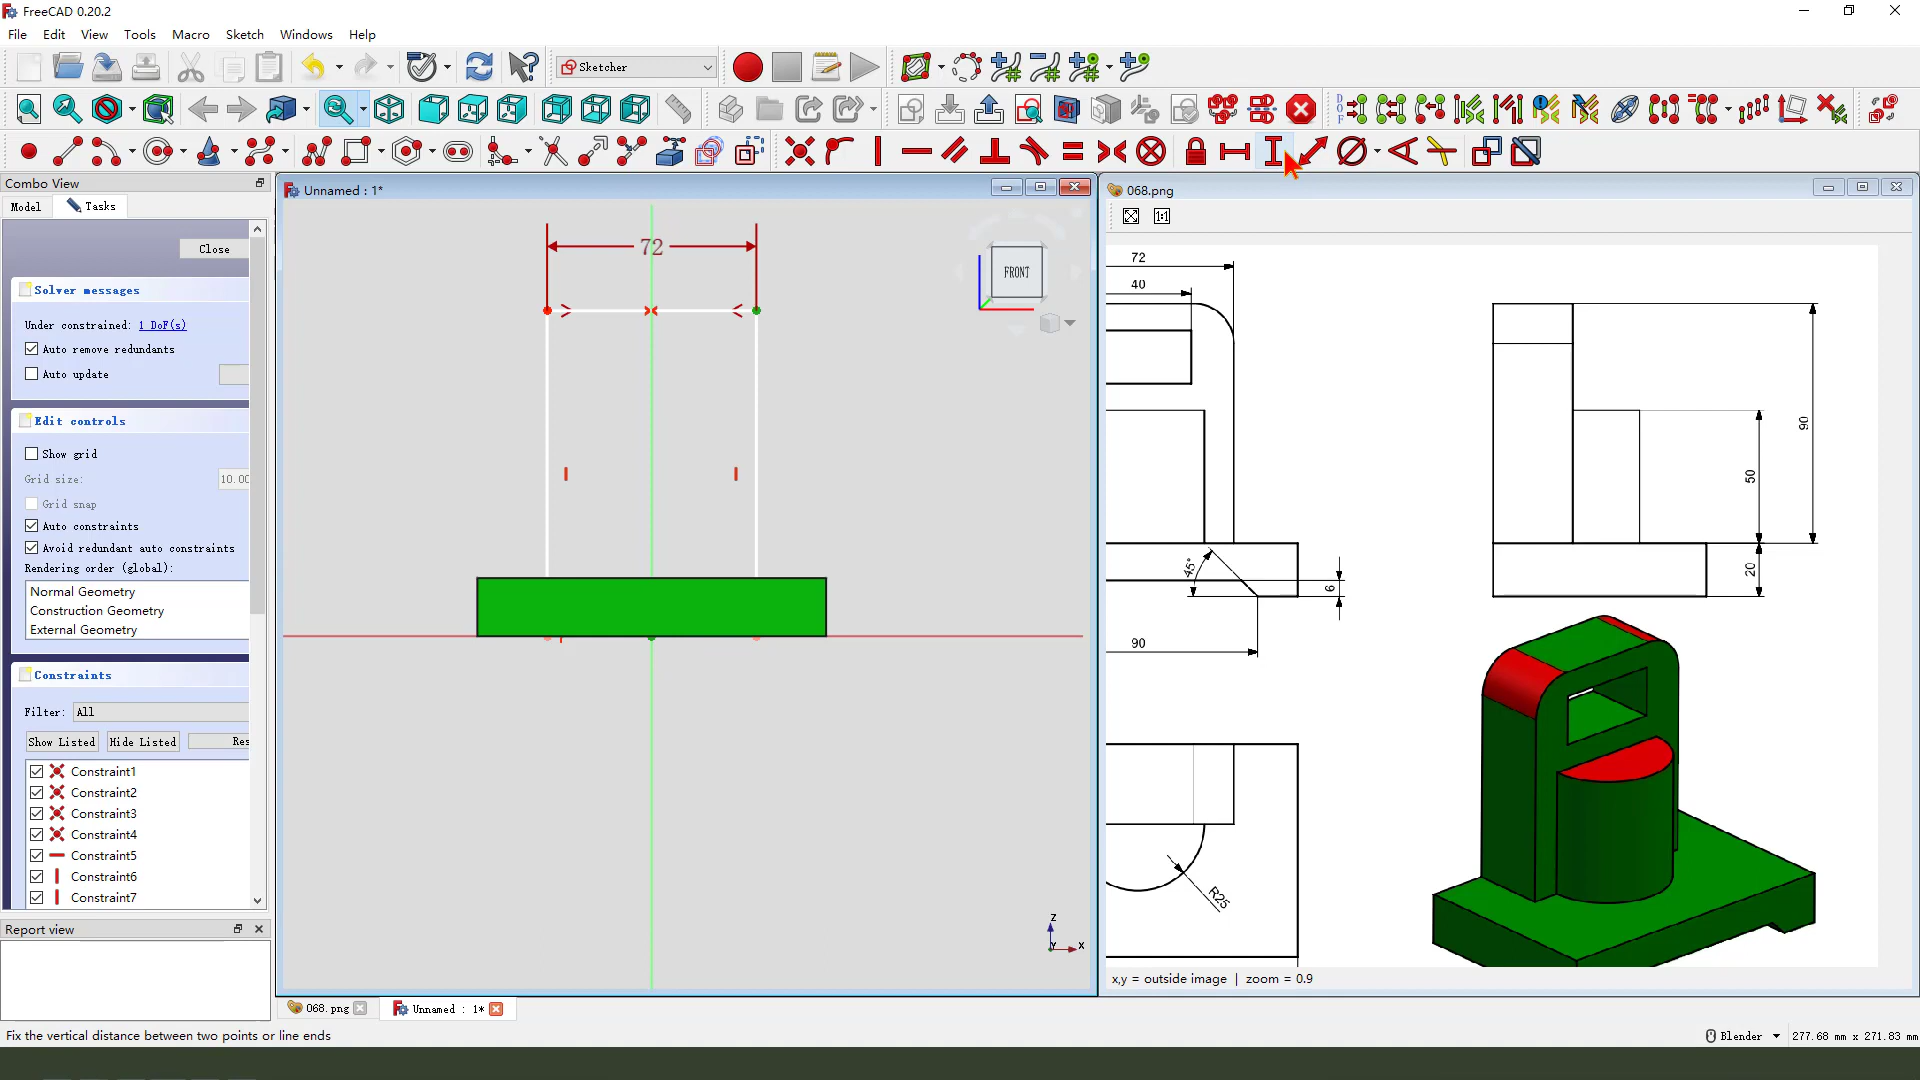 FreeCAD 0.20.2
File Edit View Tools Macro Sketch Windows Help
Sketcher
Combo View
Model Tasks
Close
Solver messages
Under constrained: 1 DoF(s)
Auto remove redundants
Auto update
Edit controls
Show grid
Grid size: 10.00
Grid snap
Auto constraints
Avoid redundant auto constraints
Rendering order (global):
Normal Geometry
Construction Geometry
External Geometry
Constraints
Filter: All
Show Listed Hide Listed Res
Constraint1
Constraint2
Constraint3
Constraint4
Constraint5
Constraint6
Constraint7
Report view
Unnamed : 1*
72
FRONT
Z
Y X
068.png
1:1
72
40
45°
6
90
R25
90
50
20
x,y = outside image | zoom = 0.9
068.png Unnamed : 1*
Fix the vertical distance between two points or line ends
Blender 277.68 mm x 271.83 mm